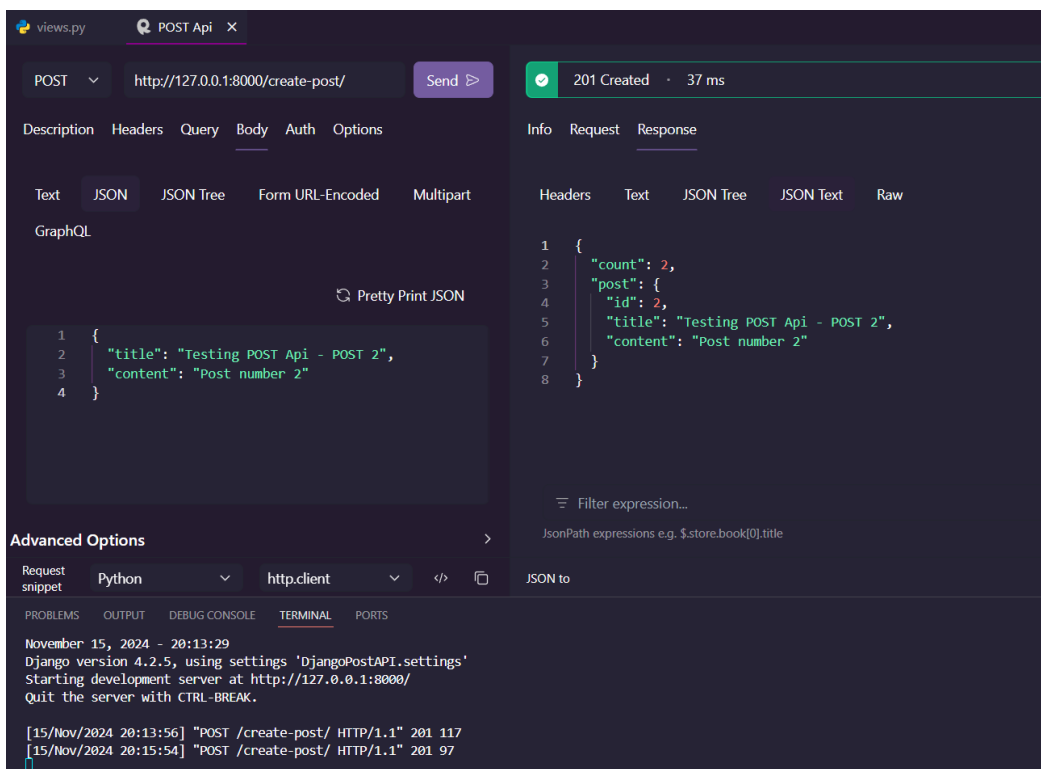 views.py
POST Api
POST
http://127.0.0.1:8000/create-post/
Send
Description Headers Query Body Auth Options
Text JSON JSON Tree Form URL-Encoded Multipart
GraphQL
Pretty Print JSON
1 {
2 "title": "Testing POST Api - POST 2",
3 "content": "Post number 2"
4 }
Advanced Options
Request
snippet
Python
http.client
</>
201 Created · 37 ms
Info Request Response
Headers Text JSON Tree JSON Text Raw
1 {
2 "count": 2,
3 "post": {
4 "id": 2,
5 "title": "Testing POST Api - POST 2",
6 "content": "Post number 2"
7 }
8 }
Filter expression...
JsonPath expressions e.g. $.store.book[0].title
JSON to
PROBLEMS OUTPUT DEBUG CONSOLE TERMINAL PORTS
November 15, 2024 - 20:13:29
Django version 4.2.5, using settings 'DjangoPostAPI.settings'
Starting development server at http://127.0.0.1:8000/
Quit the server with CTRL-BREAK.
[15/Nov/2024 20:13:56] "POST /create-post/ HTTP/1.1" 201 117
[15/Nov/2024 20:15:54] "POST /create-post/ HTTP/1.1" 201 97